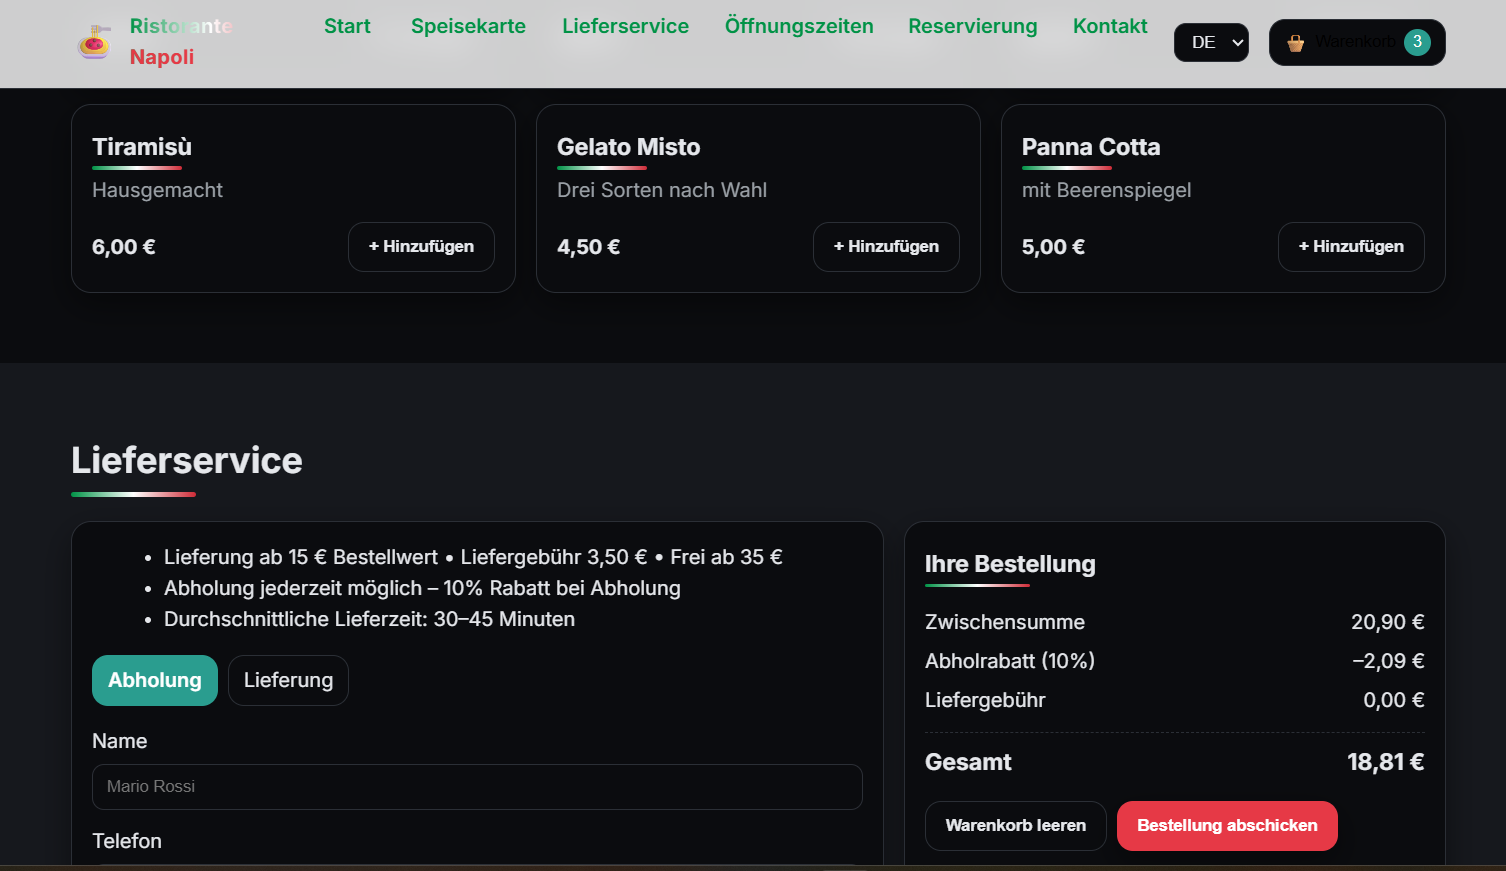 Ristorante
Napoli
Start
Speisekarte
Lieferservice
Öffnungszeiten
Reservierung
Kontakt
DE
Warenkorb 3
Tiramisù
Hausgemacht
6,00 €
+ Hinzufügen
Gelato Misto
Drei Sorten nach Wahl
4,50 €
+ Hinzufügen
Panna Cotta
mit Beerenspiegel
5,00 €
+ Hinzufügen
Lieferservice
• Lieferung ab 15 € Bestellwert • Liefergebühr 3,50 € • Frei ab 35 €
• Abholung jederzeit möglich – 10% Rabatt bei Abholung
• Durchschnittliche Lieferzeit: 30–45 Minuten
Abholung
Lieferung
Name
Mario Rossi
Telefon
Ihre Bestellung
Zwischensumme 20,90 €
Abholrabatt (10%) −2,09 €
Liefergebühr 0,00 €
Gesamt 18,81 €
Warenkorb leeren
Bestellung abschicken